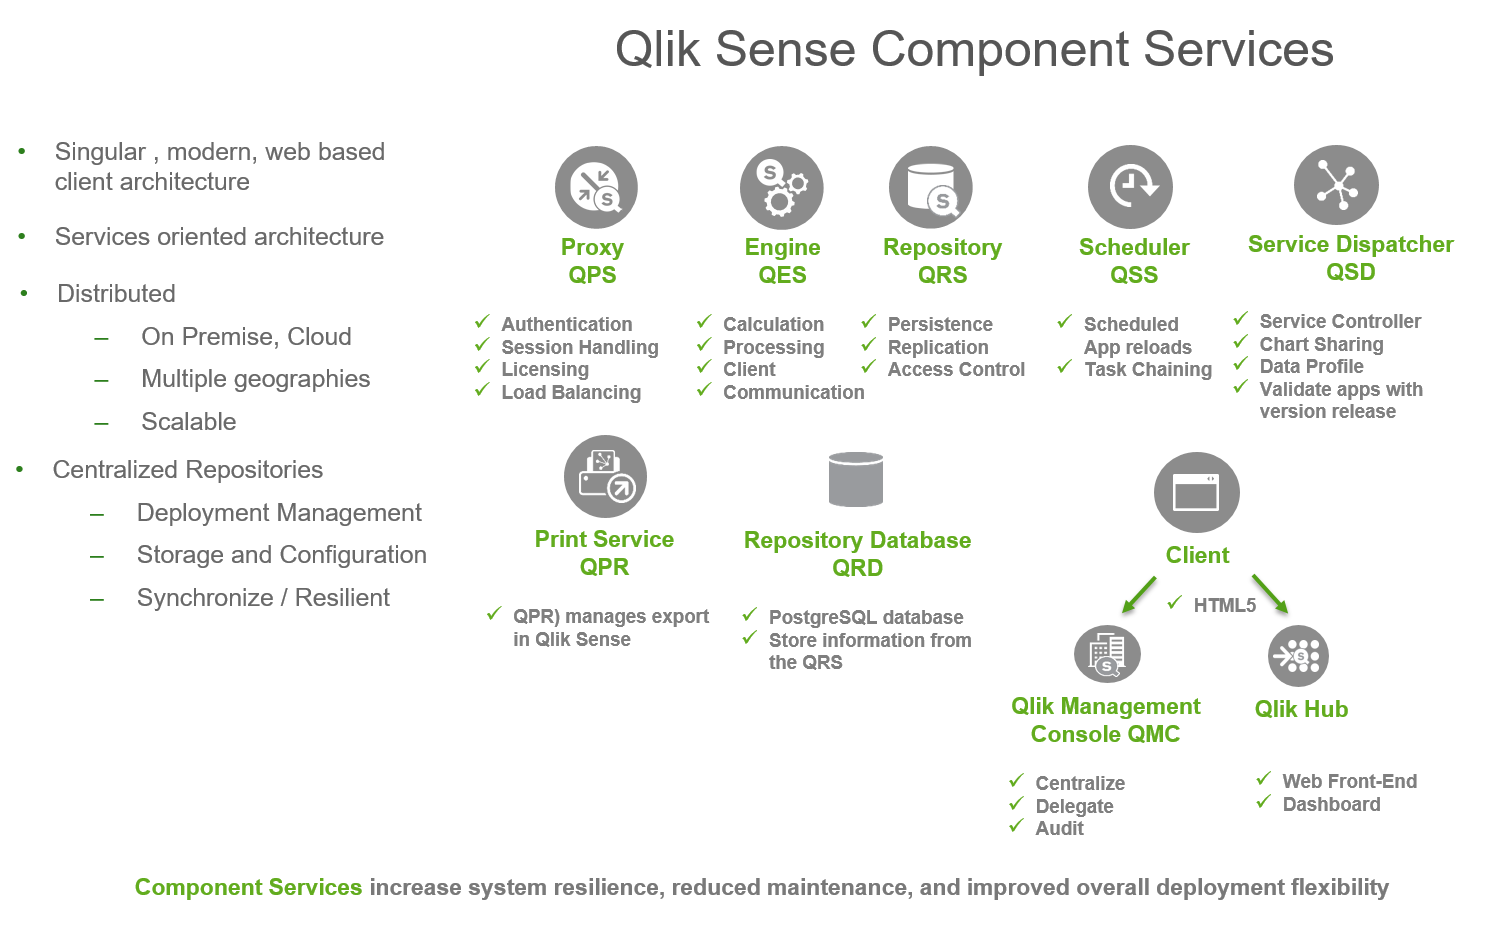 Qlik Sense Component Services
• Singular , modern, web based
client architecture
• Services oriented architecture
• Distributed
– On Premise, Cloud
– Multiple geographies
– Scalable
• Centralized Repositories
– Deployment Management
– Storage and Configuration
– Synchronize / Resilient
Proxy
QPS
✓ Authentication
✓ Session Handling
✓ Licensing
✓ Load Balancing
Engine
QES
✓ Calculation
✓ Processing
✓ Client
✓ Communication
Repository
QRS
✓ Persistence
✓ Replication
✓ Access Control
Scheduler
QSS
✓ Scheduled
App reloads
✓ Task Chaining
Service Dispatcher
QSD
✓ Service Controller
✓ Chart Sharing
✓ Data Profile
✓ Validate apps with
version release
Print Service
QPR
✓ QPR) manages export
in Qlik Sense
Repository Database
QRD
✓ PostgreSQL database
✓ Store information from
the QRS
Client
✓ HTML5
Qlik Management
Console QMC
✓ Centralize
✓ Delegate
✓ Audit
Qlik Hub
✓ Web Front-End
✓ Dashboard
Component Services increase system resilience, reduced maintenance, and improved overall deployment flexibility